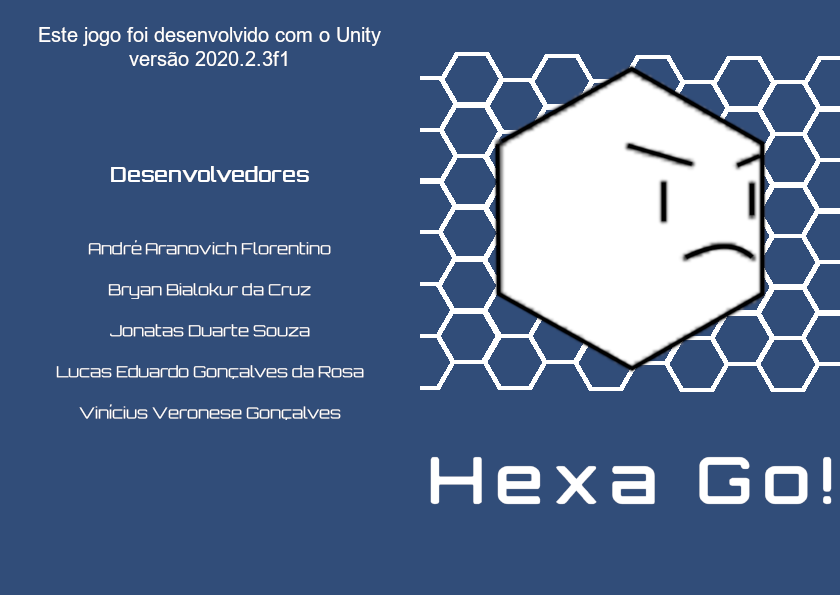 Este jogo foi desenvolvido com o Unity
versão 2020.2.3f1
Desenvolvedores
André Aranovich Florentino
Bryan Bialokur da Cruz
Jonatas Duarte Souza
Lucas Eduardo Gonçalves da Rosa
Vinícius Veronese Gonçalves
Hexa Go!